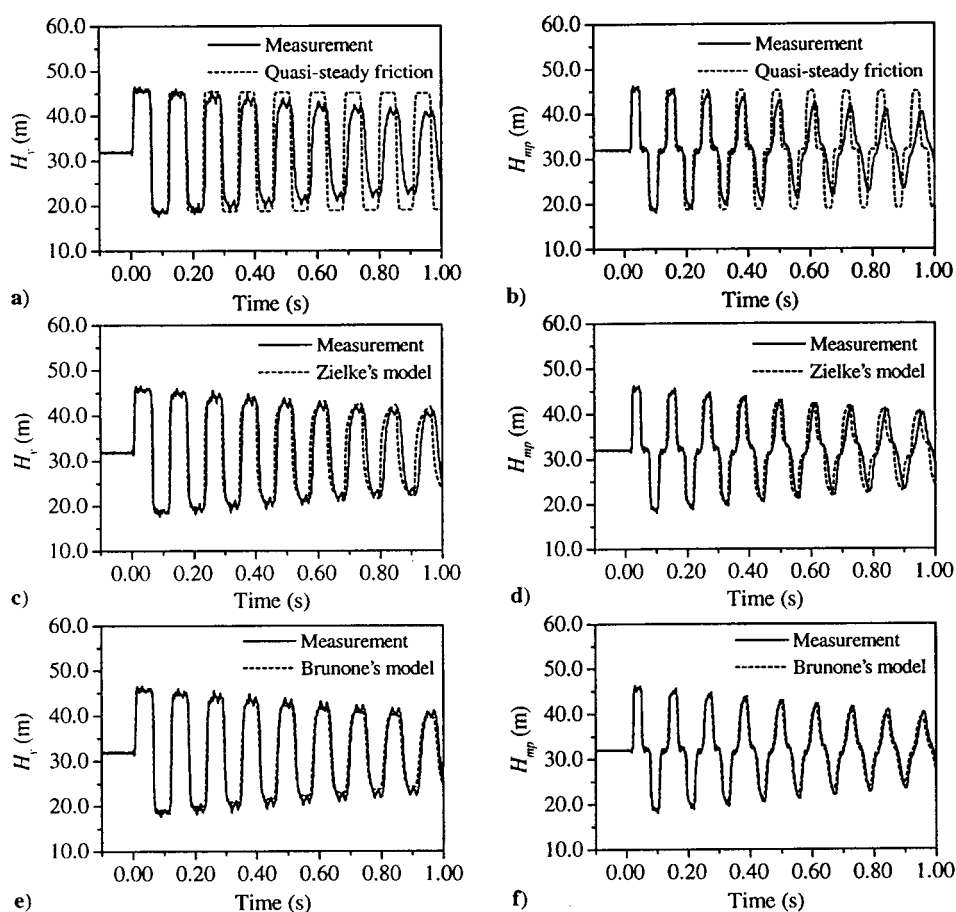 60.0
50.0
40.0
30.0
20.0
10.0
H_v (m)
Measurement
Quasi-steady friction
0.00 0.20 0.40 0.60 0.80 1.00
Time (s)
a)
60.0
50.0
40.0
30.0
20.0
10.0
H_mp (m)
Measurement
Quasi-steady friction
0.00 0.20 0.40 0.60 0.80 1.00
Time (s)
b)
60.0
50.0
40.0
30.0
20.0
10.0
H_v (m)
Measurement
Zielke's model
0.00 0.20 0.40 0.60 0.80 1.00
Time (s)
c)
60.0
50.0
40.0
30.0
20.0
10.0
H_mp (m)
Measurement
Zielke's model
0.00 0.20 0.40 0.60 0.80 1.00
Time (s)
d)
60.0
50.0
40.0
30.0
20.0
10.0
H_v (m)
Measurement
Brunone's model
0.00 0.20 0.40 0.60 0.80 1.00
Time (s)
e)
60.0
50.0
40.0
30.0
20.0
10.0
H_mp (m)
Measurement
Brunone's model
0.00 0.20 0.40 0.60 0.80 1.00
Time (s)
f)